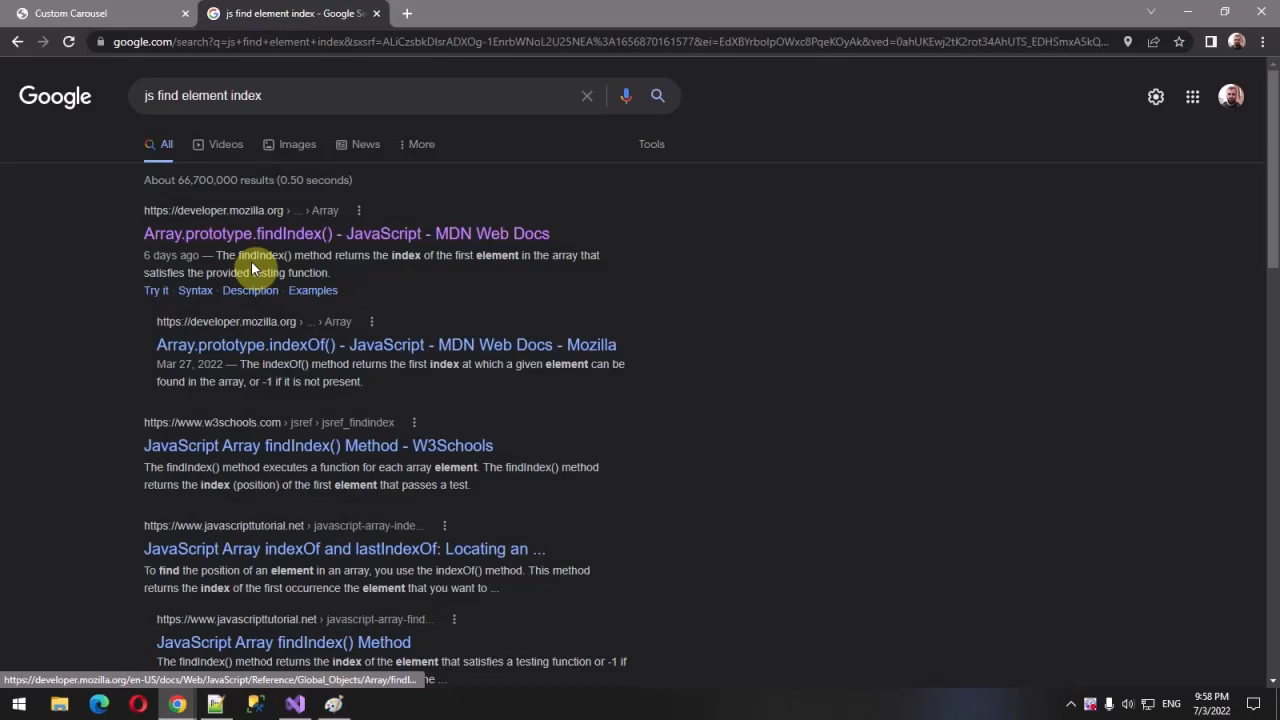 Custom Carousel
js find element index - Google Se
google.com/search?q=js+find+element+index&sxsrf=ALiCzsbkDIsrADXOg-1EnrbWNoL2U25NEA%3A1656870161577&ei=EdXBYrboIpOWxc8PqeKOyAk&ved=0ahUKEwj2tK2rot34AhUTS_EDHSmxA5kQ...
Google
js find element index
All
Videos
Images
News
More
Tools
About 66,700,000 results (0.50 seconds)
https://developer.mozilla.org › ... › Array
Array.prototype.findIndex() - JavaScript - MDN Web Docs
6 days ago — The findIndex() method returns the index of the first element in the array that
satisfies the provided testing function.
Try it · Syntax · Description · Examples
https://developer.mozilla.org › ... › Array
Array.prototype.indexOf() - JavaScript - MDN Web Docs - Mozilla
Mar 27, 2022 — The indexOf() method returns the first index at which a given element can be
found in the array, or -1 if it is not present.
https://www.w3schools.com › jsref › jsref_findindex
JavaScript Array findIndex() Method - W3Schools
The findIndex() method executes a function for each array element. The findIndex() method
returns the index (position) of the first element that passes a test.
https://www.javascripttutorial.net › javascript-array-inde...
JavaScript Array indexOf and lastIndexOf: Locating an ...
To find the position of an element in an array, you use the indexOf() method. This method
returns the index of the first occurrence the element that you want to ...
https://www.javascripttutorial.net › javascript-array-find...
JavaScript Array findIndex() Method
The findIndex() method returns the index of the element that satisfies a testing function or -1 if
https://developer.mozilla.org/en-US/docs/Web/JavaScript/Reference/Global_Objects/Array/findI...
ne ...
ENG
9:58 PM
7/3/2022